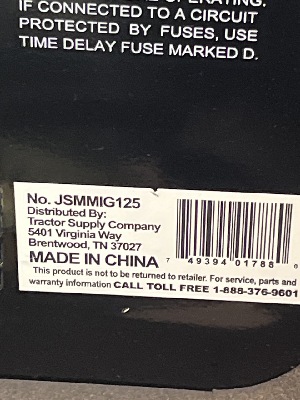 IF CONNECTED TO A CIRCUIT
PROTECTED BY FUSES, USE
TIME DELAY FUSE MARKED D.
No. JSMMIG125
Distributed By:
Tractor Supply Company
5401 Virginia Way
Brentwood, TN 37027
MADE IN CHINA
7 49394 01788 0
This product is not to be returned to retailer. For service, parts and
warranty information CALL TOLL FREE 1-888-376-9601